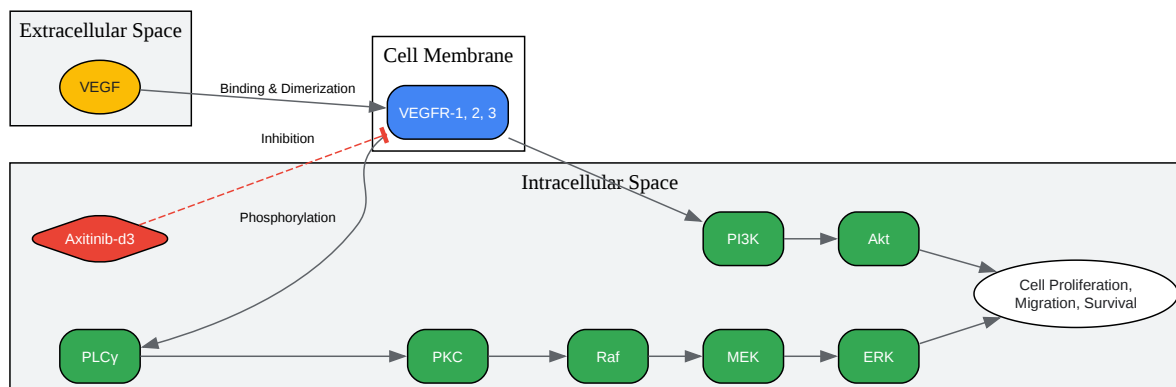 Extracellular Space
VEGF
Cell Membrane
Binding & Dimerization
VEGFR-1, 2, 3
Inhibition
Intracellular Space
Phosphorylation
Axitinib-d3
PI3K
Akt
Cell Proliferation,
Migration, Survival
PLCγ
PKC
Raf
MEK
ERK